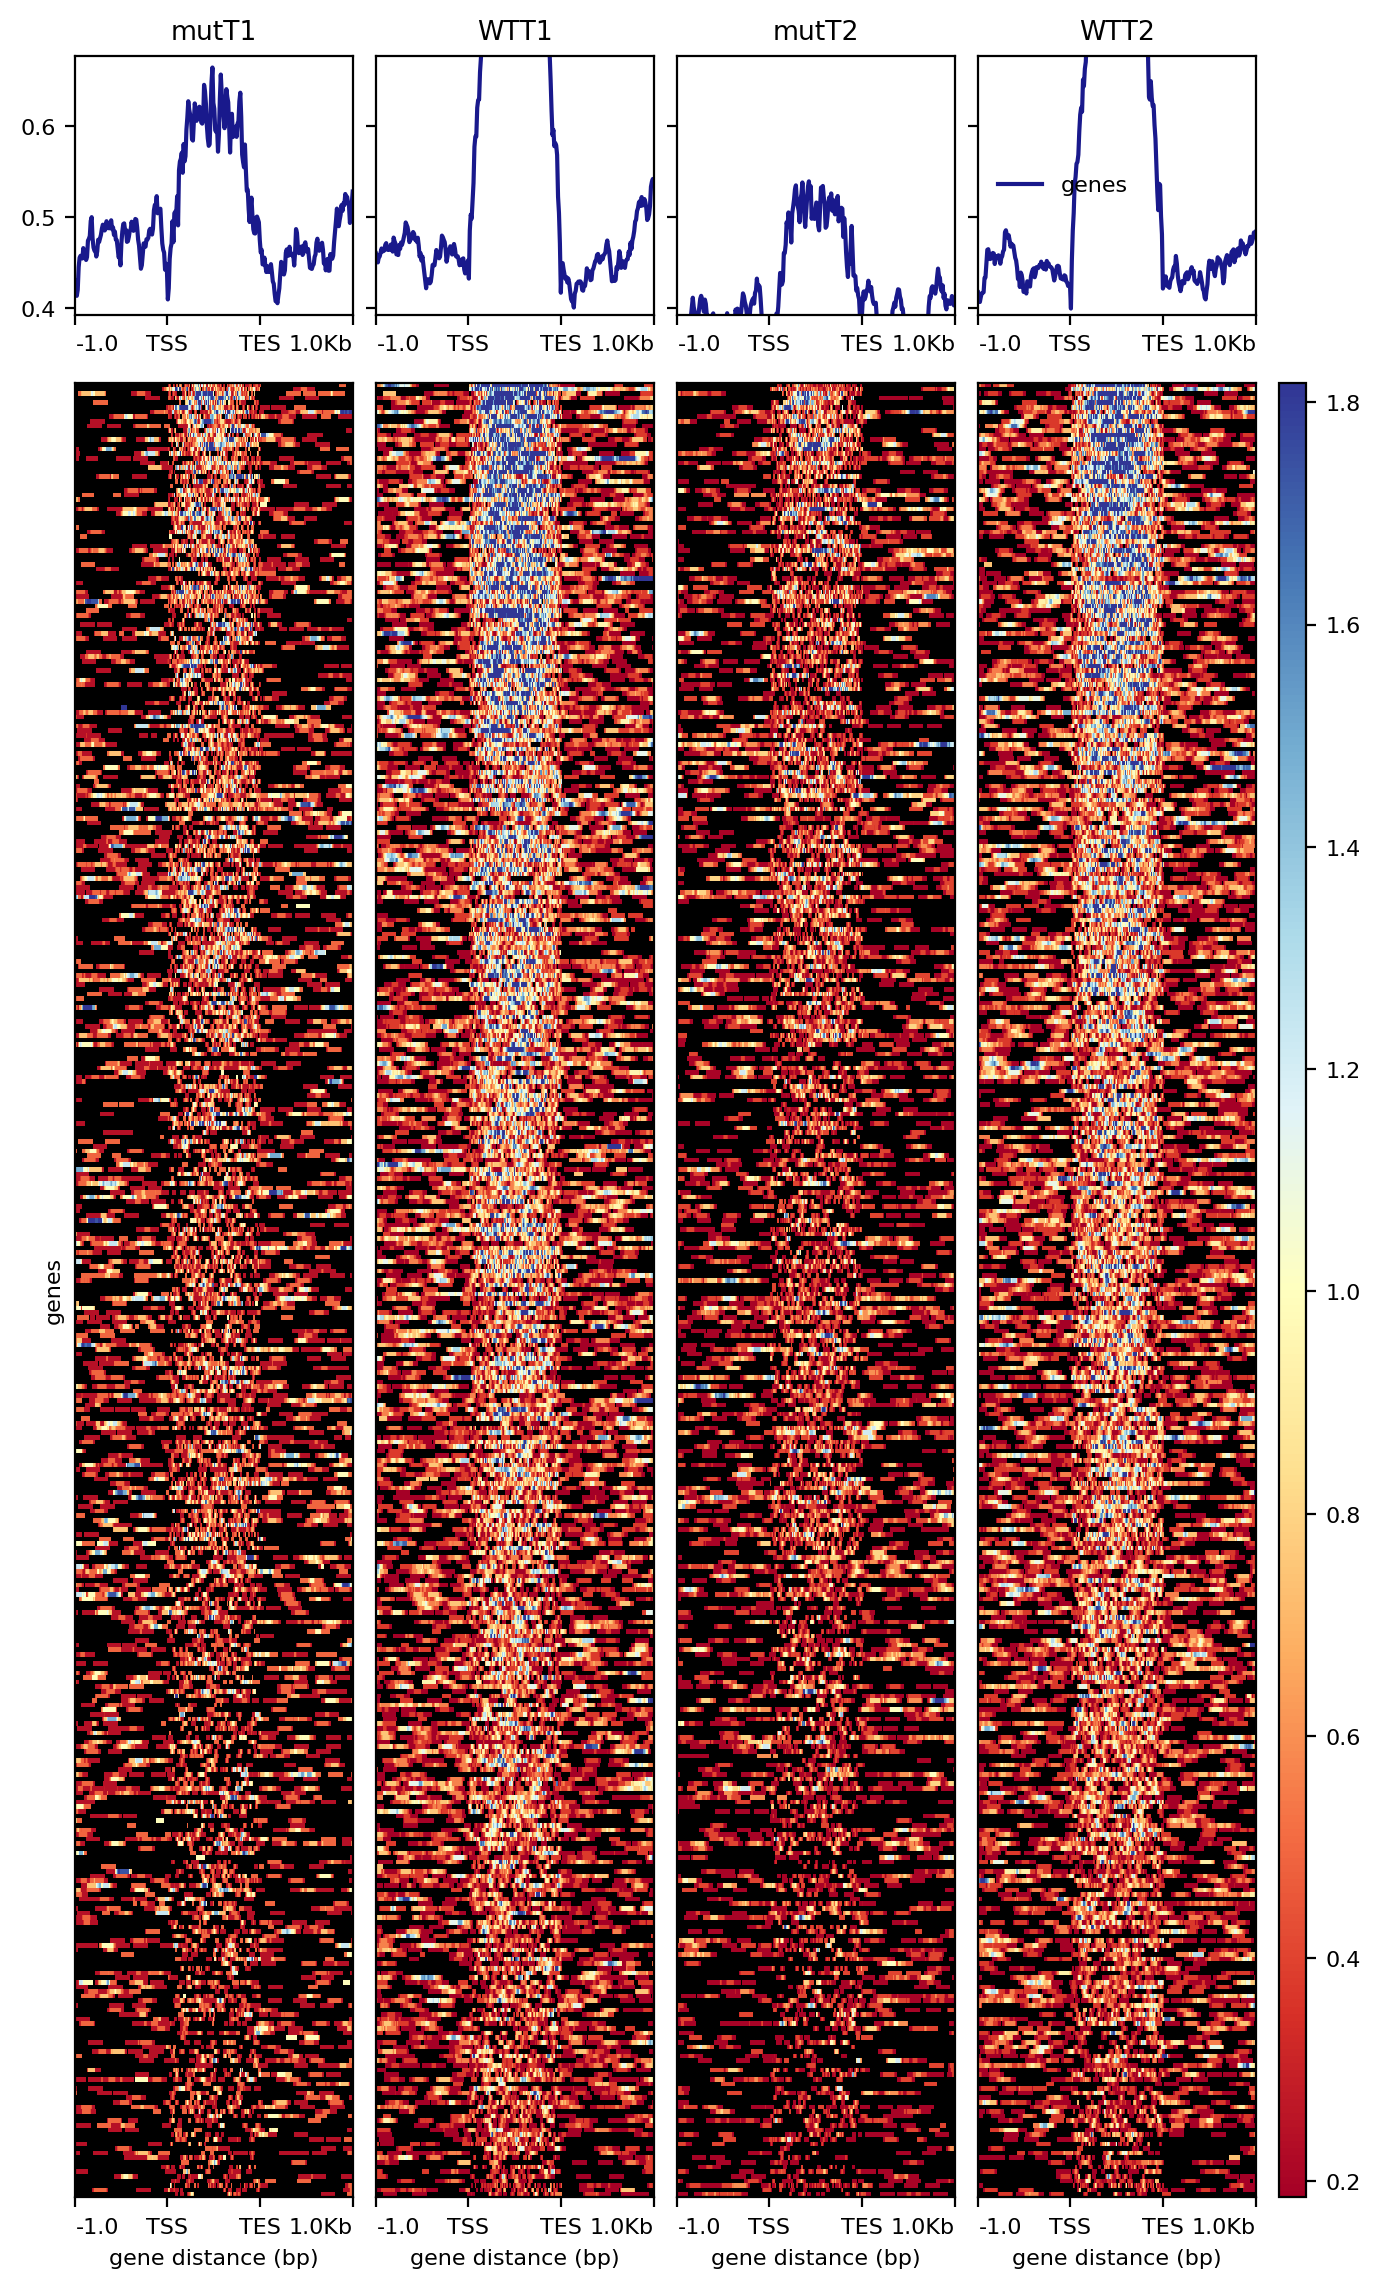 mutT1 WTT1 mutT2 WTT2
0.6
0.5
0.4
genes
-1.0 TSS TES 1.0Kb -1.0 TSS TES 1.0Kb -1.0 TSS TES 1.0Kb -1.0 TSS TES 1.0Kb
genes
1.8
1.6
1.4
1.2
1.0
0.8
0.6
0.4
0.2
-1.0 TSS TES 1.0Kb -1.0 TSS TES 1.0Kb -1.0 TSS TES 1.0Kb -1.0 TSS TES 1.0Kb
gene distance (bp) gene distance (bp) gene distance (bp) gene distance (bp)